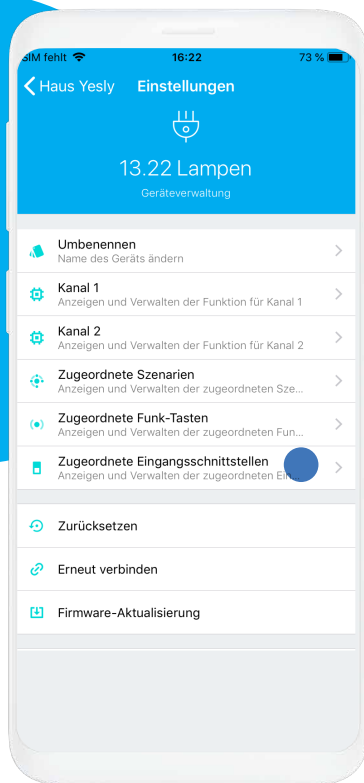 SIM fehlt 16:22 73 %
Haus Yesly Einstellungen
13.22 Lampen
Geräteverwaltung
Umbenennen
Name des Geräts ändern
Kanal 1
Anzeigen und Verwalten der Funktion für Kanal 1
Kanal 2
Anzeigen und Verwalten der Funktion für Kanal 2
Zugeordnete Szenarien
Anzeigen und Verwalten der zugeordneten Sze...
Zugeordnete Funk-Tasten
Anzeigen und Verwalten der zugeordneten Fun...
Zugeordnete Eingangsschnittstellen
Anzeigen und Verwalten der zugeordneten Ein...
Zurücksetzen
Erneut verbinden
Firmware-Aktualisierung